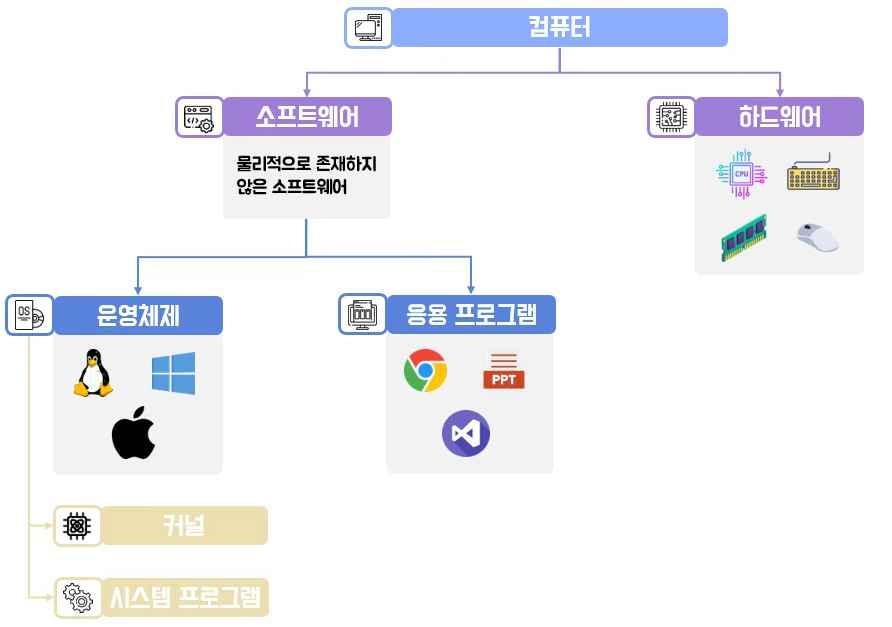 컴퓨터
소프트웨어
하드웨어
물리적으로 존재하지
않은 소프트웨어
CPU
OS
운영체제
응용 프로그램
PPT
커널
시스템 프로그램